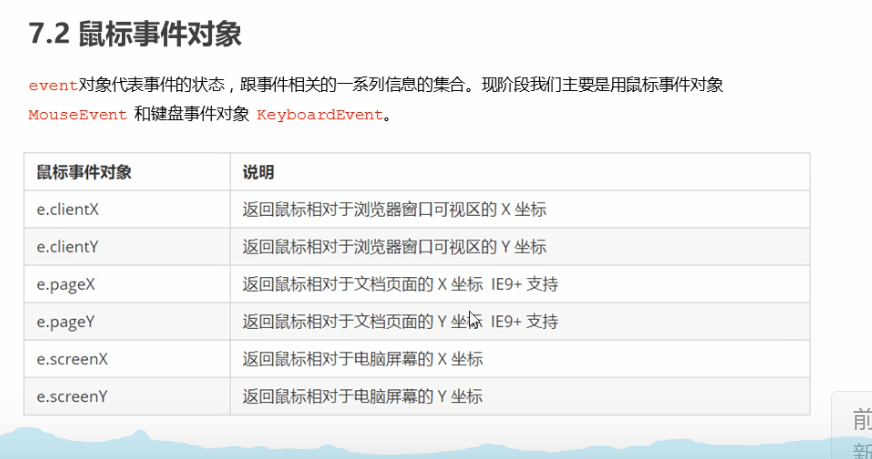 7.2 鼠标事件对象
event对象代表事件的状态，跟事件相关的一系列信息的集合。现阶段我们主要是用鼠标事件对象
MouseEvent 和键盘事件对象 KeyboardEvent。
鼠标事件对象 说明
e.clientX 返回鼠标相对于浏览器窗口可视区的 X 坐标
e.clientY 返回鼠标相对于浏览器窗口可视区的 Y 坐标
e.pageX 返回鼠标相对于文档页面的 X 坐标 IE9+ 支持
e.pageY 返回鼠标相对于文档页面的 Y 坐标 IE9+ 支持
e.screenX 返回鼠标相对于电脑屏幕的 X 坐标
e.screenY 返回鼠标相对于电脑屏幕的 Y 坐标
前
新